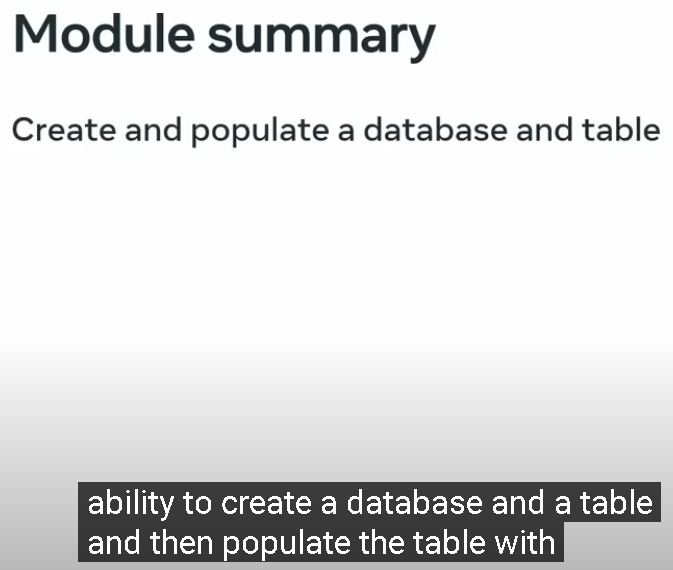 Module summary
Create and populate a database and table
ability to create a database and a table
and then populate the table with